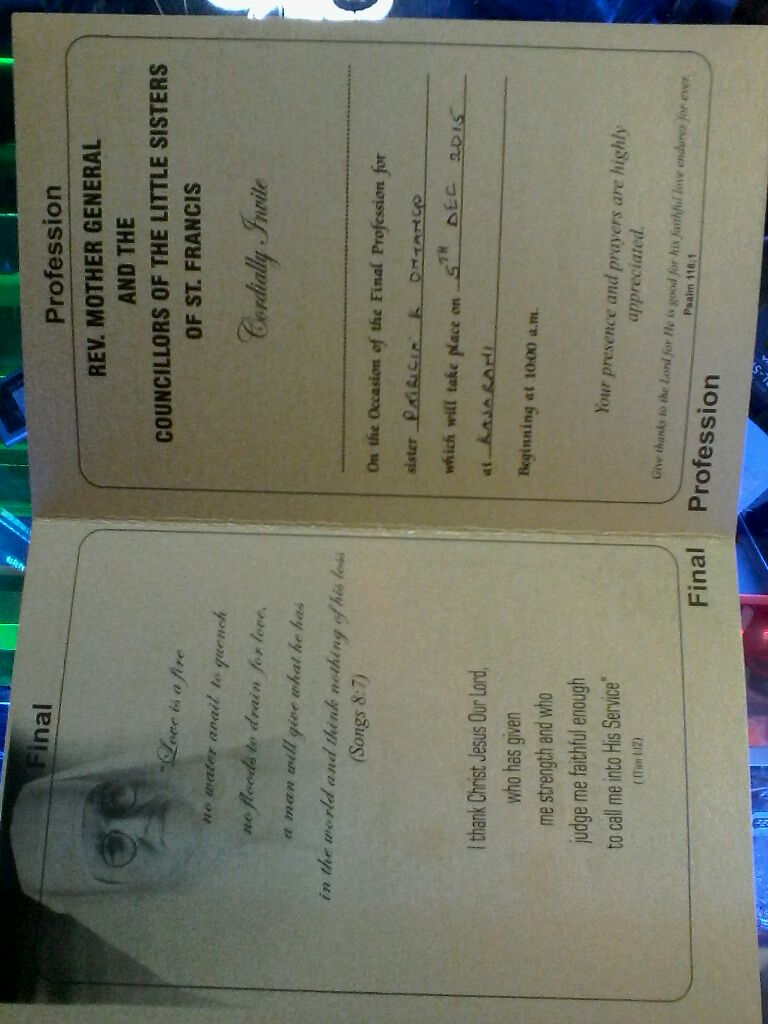 Final Profession
"Love is a fire
no water avail to quench
no floods to drain for love,
a man will give what he has
in the world and think nothing of his loss
(Songs 8:7)
I thank Christ Jesus Our Lord,
who has given
me strength and who
judge me faithful enough
to call me into His Service"
(1Tim 1:12)
REV. MOTHER GENERAL
AND THE
COUNCILLORS OF THE LITTLE SISTERS
OF ST. FRANCIS
Cordially Invite
On the Occasion of the Final Profession for
sister PATRICIA K OMYANGO
which will take place on 5TH DEC 2015
at KASARANI
Beginning at 10:00 a.m.
Your presence and prayers are highly
appreciated.
Give thanks to the Lord for He is good for his faithful love endures for ever.
Psalm 118:1
Final Profession